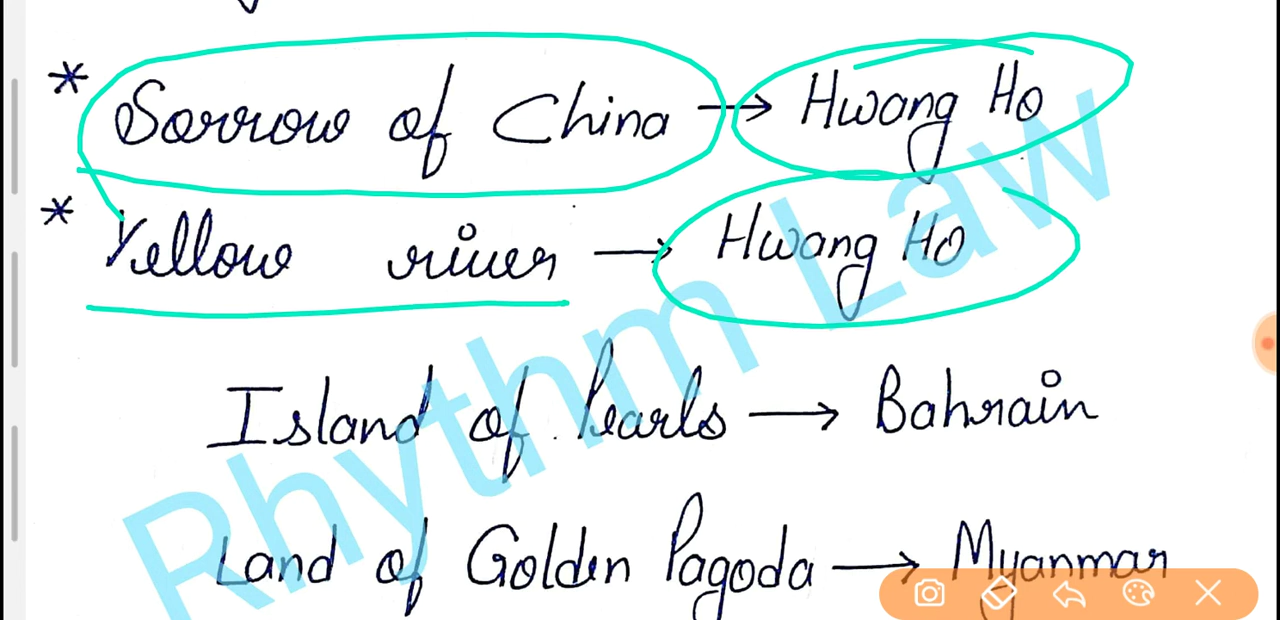 * Sorrow of China → Hwang Ho
* Yellow river → Hwang Ho
Island of Pearls → Bahrain
Land of Golden Pagoda → Myanmar
Rhythm Law